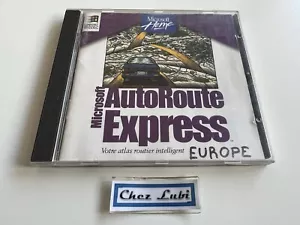 Microsoft
Home
Microsoft
AutoRoute
Express
Votre atlas routier intelligent
EUROPE
Chez Lubi